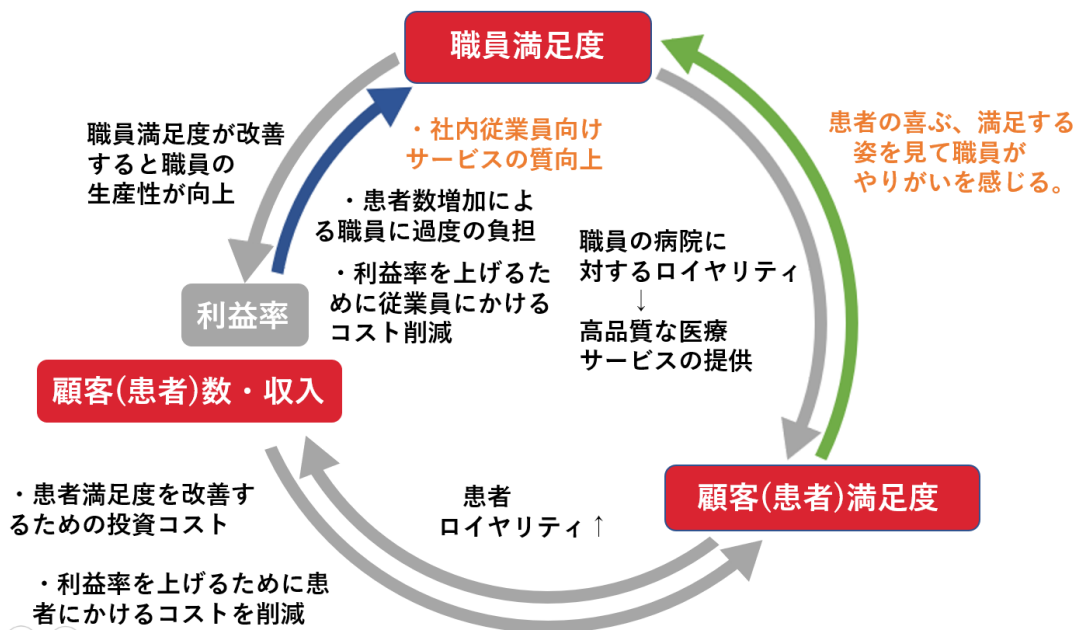 職員満足度
職員満足度が改善
すると職員の
生産性が向上
・社内従業員向け
サービスの質向上
・患者数増加によ
る職員に過度の負担
・利益率を上げるた
めに従業員にかける
コスト削減
患者の喜ぶ、満足する
姿を見て職員が
やりがいを感じる。
職員の病院に
対するロイヤリティ
↓
高品質な医療
サービスの提供
利益率
顧客(患者)数・収入
顧客(患者)満足度
・患者満足度を改善す
るための投資コスト
患者
ロイヤリティ↑
・利益率を上げるために患
者にかけるコストを削減